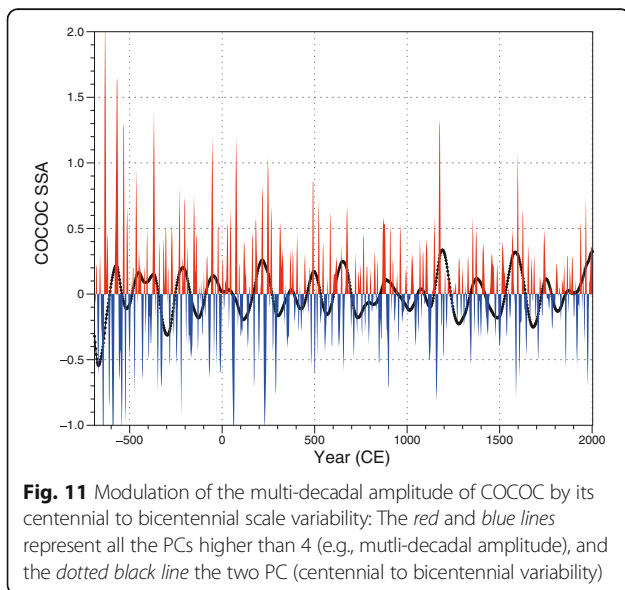 2.0
1.5
1.0
0.5
0
−0.5
−1.0
COCOC SSA
−500
0
500
1000
1500
2000
Year (CE)
Fig. 11 Modulation of the multi-decadal amplitude of COCOC by its
centennial to bicentennial scale variability: The red and blue lines
represent all the PCs higher than 4 (e.g., mutli-decadal amplitude), and
the dotted black line the two PC (centennial to bicentennial variability)